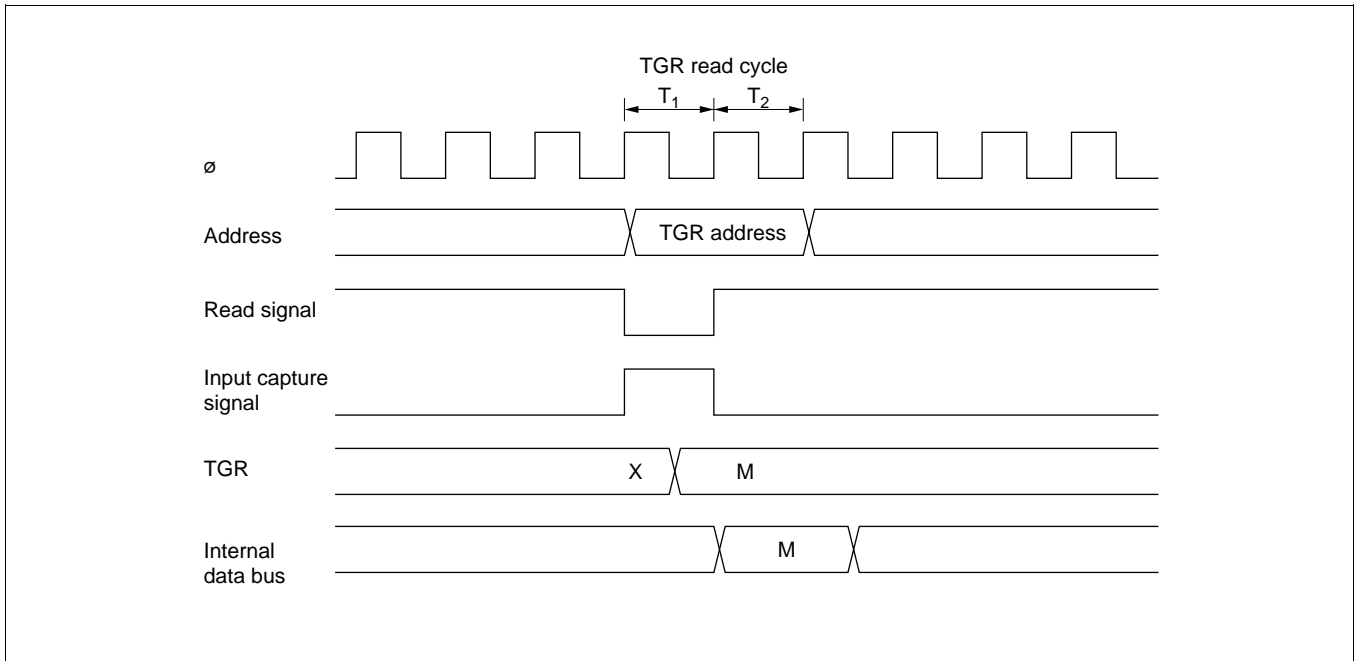 TGR read cycle
T1 T2
ø
Address TGR address
Read signal
Input capture
signal
TGR X M
Internal
data bus M